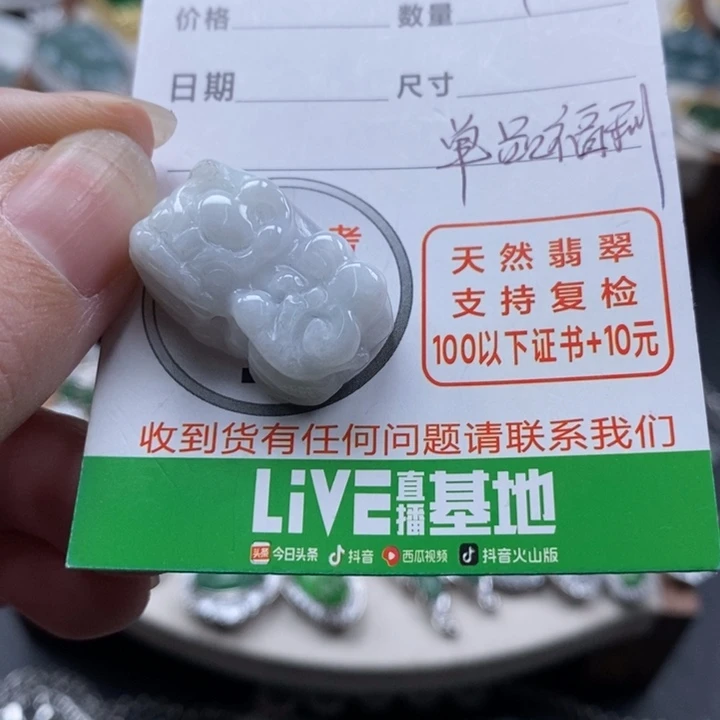 价格 数量
日期 尺寸
单品福利
考
天然翡翠
支持复检
100以下证书+10元
收到货有任何问题请联系我们
LiVE直播基地
头条 今日头条 抖音 西瓜视频 抖音火山版